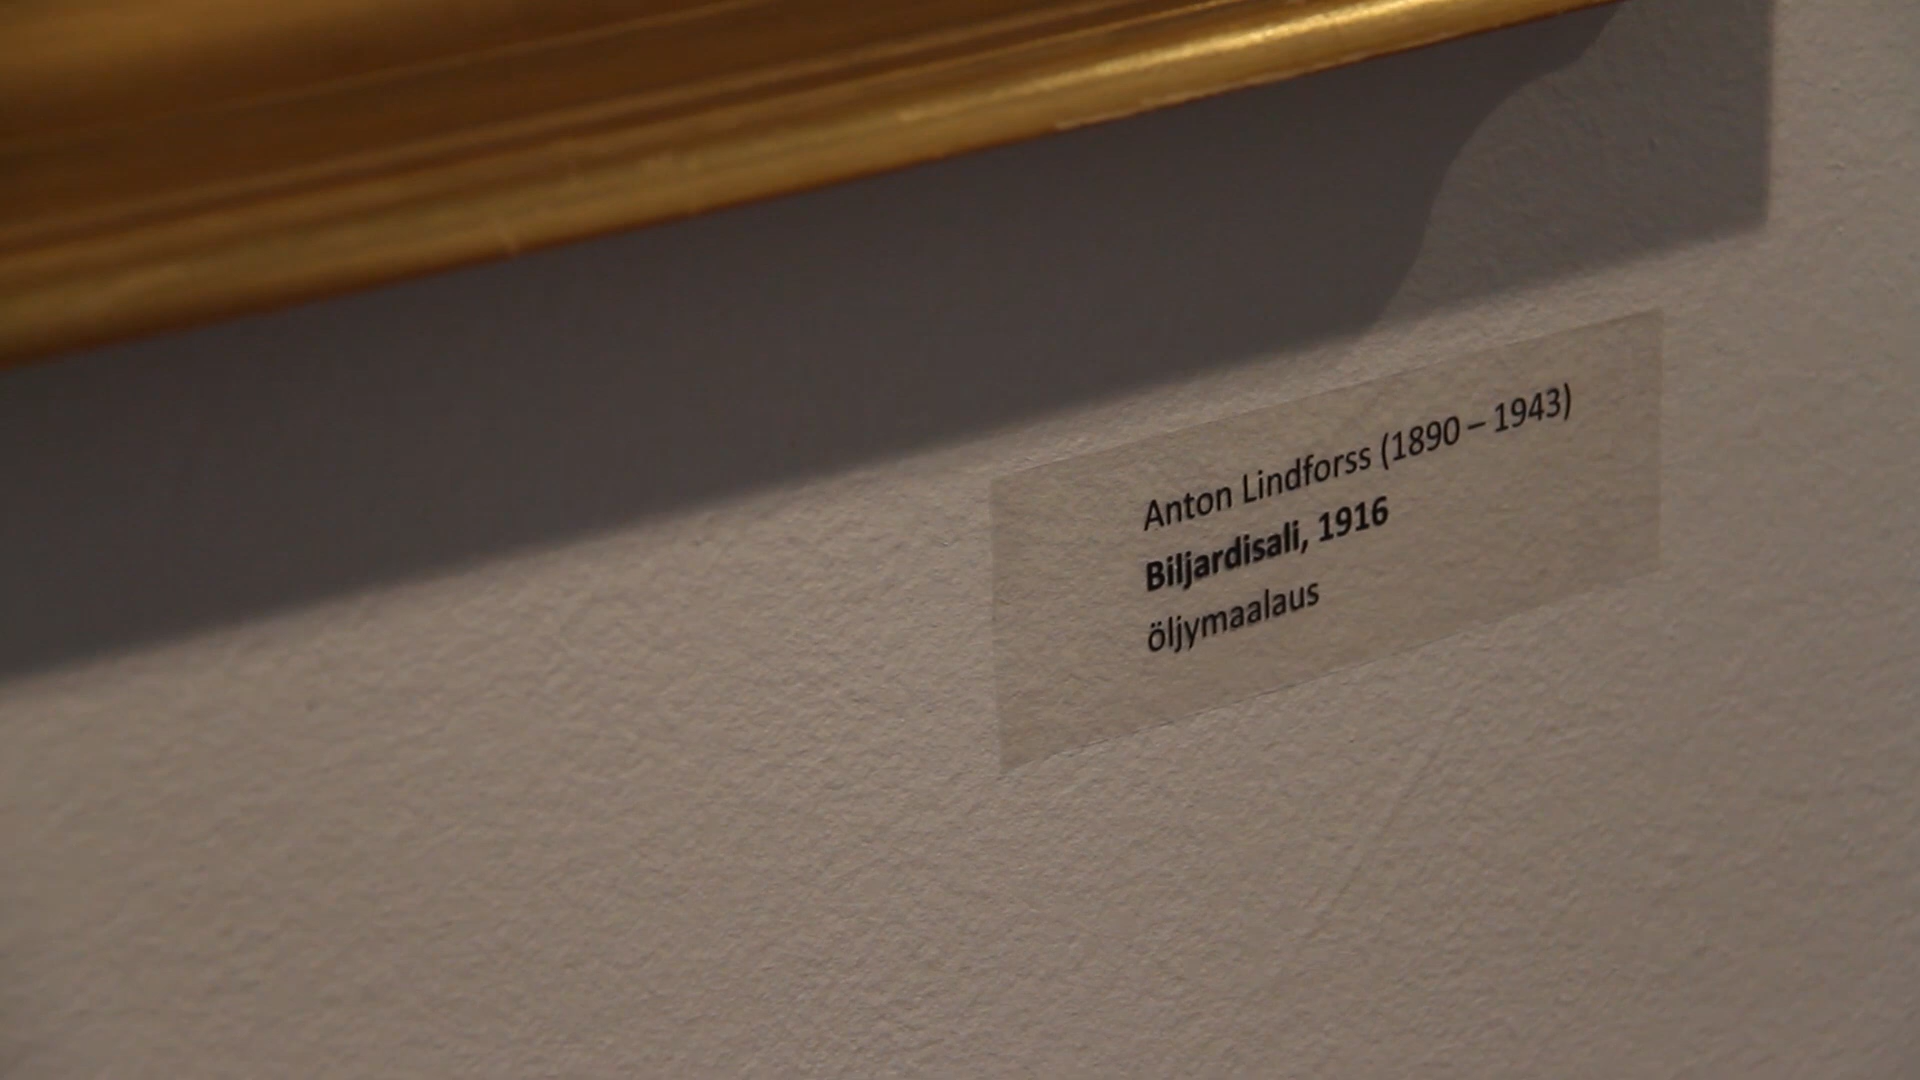 Anton Lindforss (1890 – 1943)
Biljardisali, 1916
öljymaalaus